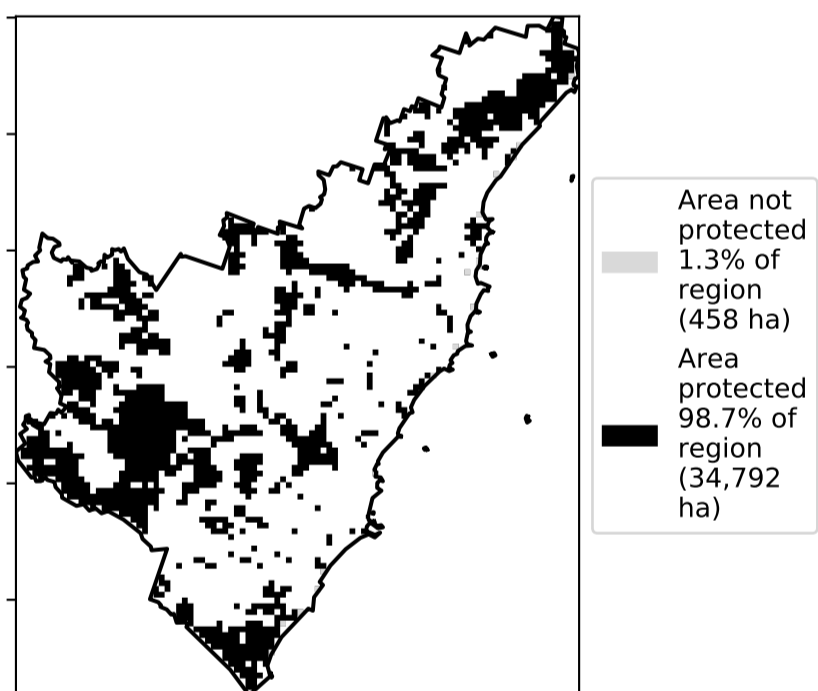 Area not
protected
1.3% of
region
(458 ha)
Area
protected
98.7% of
region
(34,792
ha)